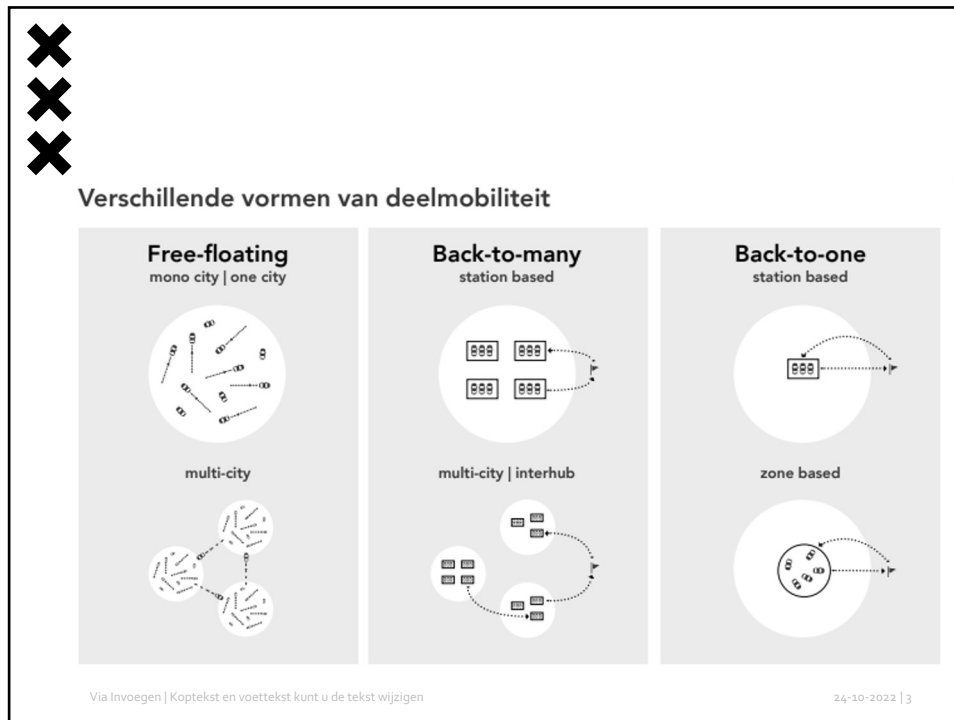 Verschillende vormen van deelmobiliteit
Free-floating
mono city | one city
multi-city
Back-to-many
station based
multi-city | interhub
Back-to-one
station based
zone based
Via Invoegen | Koptekst en voettekst kunt u de tekst wijzigen
24-10-2022 | 3